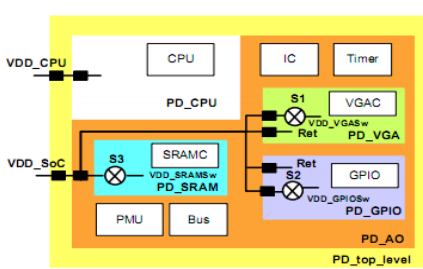 VDD_CPU
CPU
PD_CPU
IC
Timer
S1
VGAC
VDD_VGASw
Ret
PD_VGA
VDD_SoC
S3
SRAMC
VDD_SRAMSw
PD_SRAM
Ret
S2
GPIO
VDD_GPIOSw
PD_GPIO
PMU
Bus
PD_AO
PD_top_level